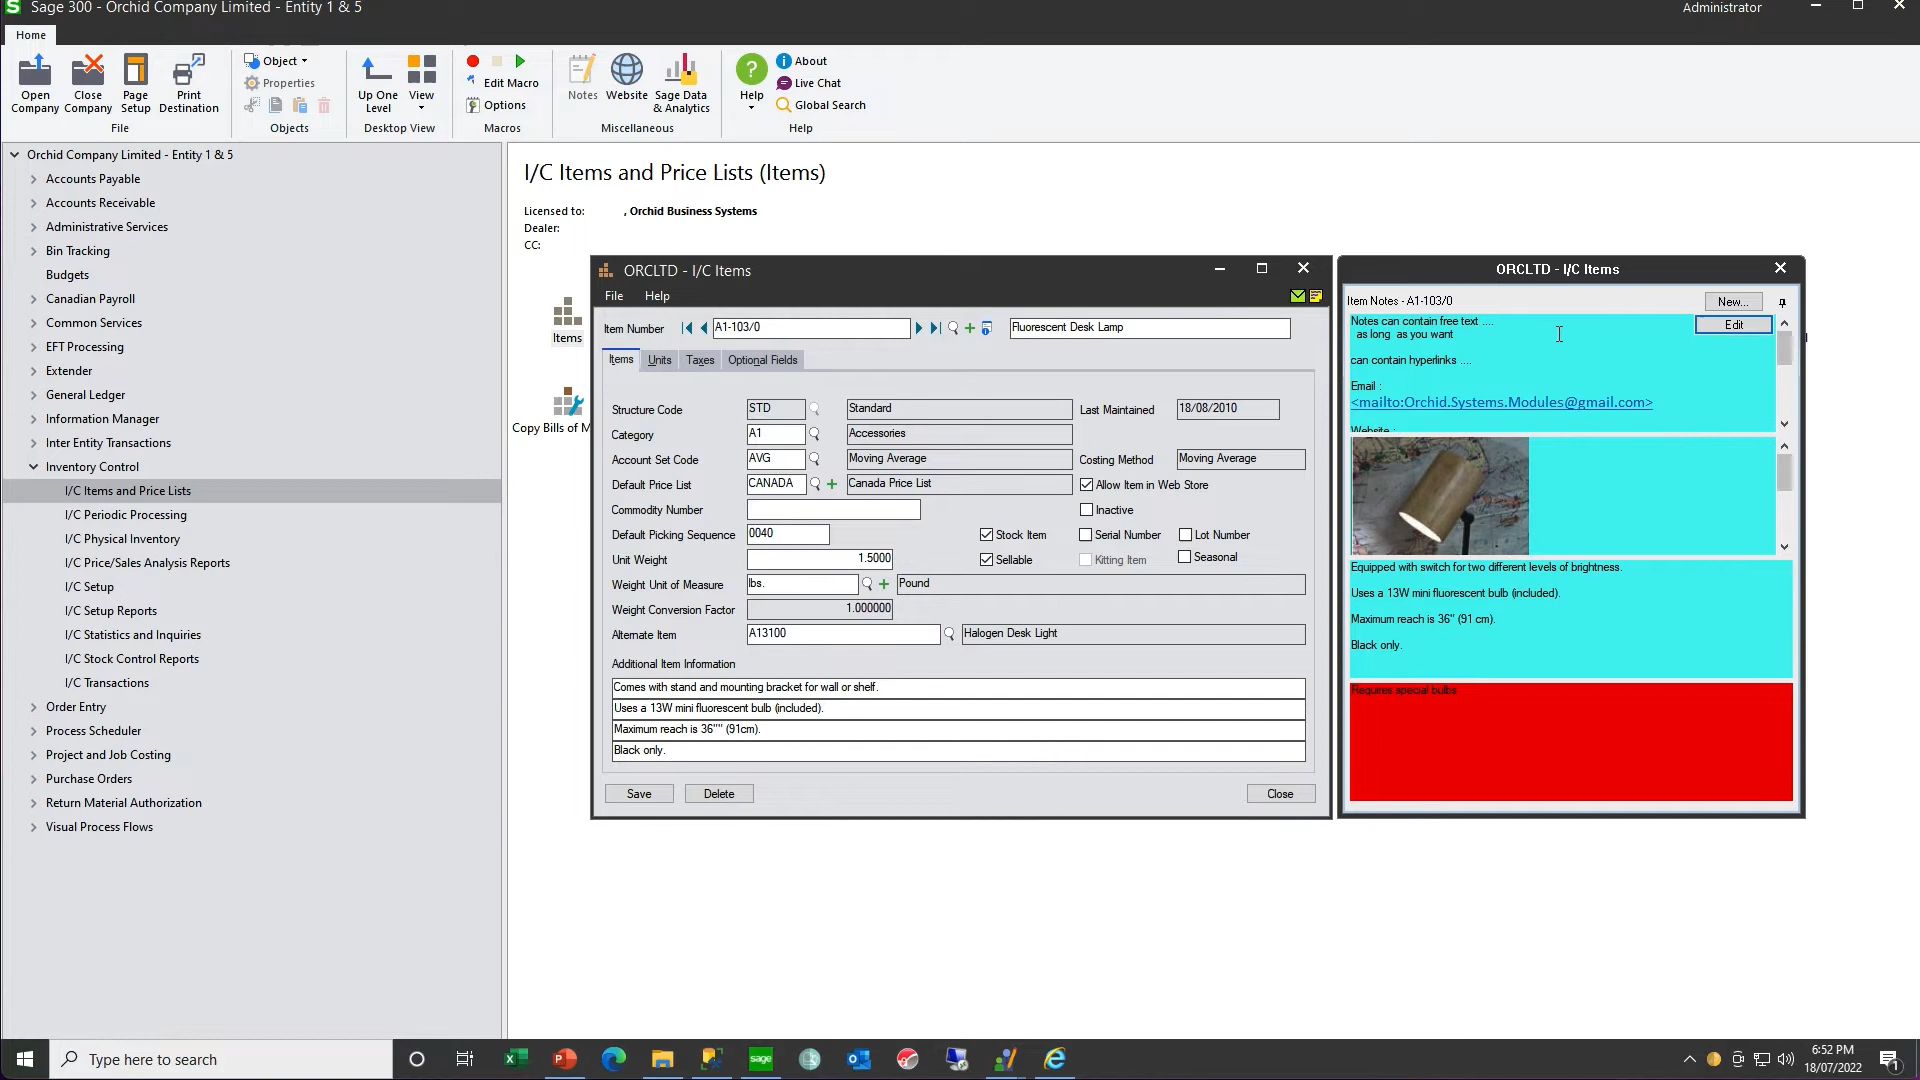 Sage 300 - Orchid Company Limited - Entity 1 & 5
Administrator
Home
Open Company
Close Company
Page Setup
Print Destination
File
Object
Properties
Objects
Up One Level
View
Desktop View
Edit Macro
Options
Macros
Notes
Website
Sage Data & Analytics
Miscellaneous
Help
About
Live Chat
Global Search
Help
Orchid Company Limited - Entity 1 & 5
Accounts Payable
Accounts Receivable
Administrative Services
Bin Tracking
Budgets
Canadian Payroll
Common Services
EFT Processing
Extender
General Ledger
Information Manager
Inter Entity Transactions
Inventory Control
I/C Items and Price Lists
I/C Periodic Processing
I/C Physical Inventory
I/C Price/Sales Analysis Reports
I/C Setup
I/C Setup Reports
I/C Statistics and Inquiries
I/C Stock Control Reports
I/C Transactions
Order Entry
Process Scheduler
Project and Job Costing
Purchase Orders
Return Material Authorization
Visual Process Flows
I/C Items and Price Lists (Items)
Licensed to: , Orchid Business Systems
Dealer:
CC:
Items
Copy Bills of M
ORCLTD - I/C Items
File Help
Item Number A1-103/0 Fluorescent Desk Lamp
Items Units Taxes Optional Fields
Structure Code STD Standard Last Maintained 18/08/2010
Category A1 Accessories
Account Set Code AVG Moving Average Costing Method Moving Average
Default Price List CANADA Canada Price List Allow Item in Web Store
Commodity Number Inactive
Default Picking Sequence 0040 Stock Item Serial Number Lot Number
Unit Weight 1.5000 Sellable Kitting Item Seasonal
Weight Unit of Measure lbs. Pound
Weight Conversion Factor 1.000000
Alternate Item A13100 Halogen Desk Light
Additional Item Information
Comes with stand and mounting bracket for wall or shelf.
Uses a 13W mini fluorescent bulb (included).
Maximum reach is 36"" (91cm).
Black only.
Save Delete Close
ORCLTD - I/C Items
Item Notes - A1-103/0 New...
Edit
Notes can contain free text ....
as long as you want
can contain hyperlinks ....
Email :
<mailto:Orchid.Systems.Modules@gmail.com>
Website :
Equipped with switch for two different levels of brightness.
Uses a 13W mini fluorescent bulb (included).
Maximum reach is 36" (91 cm).
Black only.
Requires special bulbs
Type here to search
sage
6:52 PM
18/07/2022
1